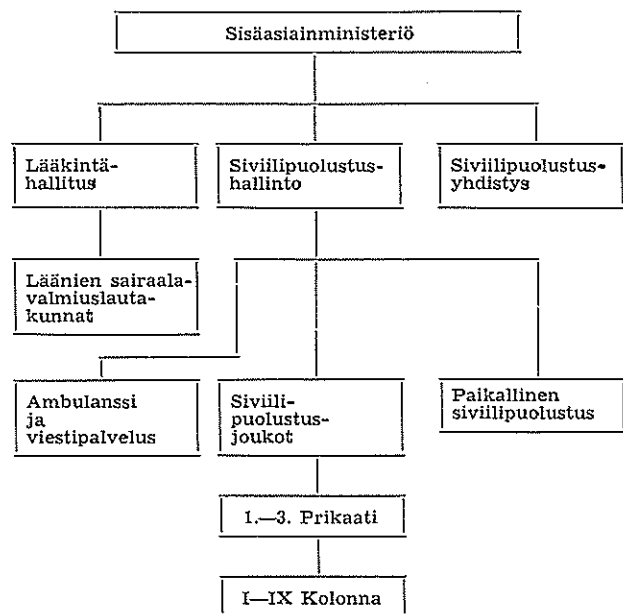 Sisäasiainministeriö
Lääkintä-
hallitus
Siviilipuolustus-
hallinto
Siviilipuolustus-
yhdistys
Läänien sairaala-
valmiuslauta-
kunnat
Ambulanssi
ja
viestipalvelus
Siviili-
puolustus-
joukot
Paikallinen
siviilipuolustus
1.—3. Prikaati
I—IX Kolonna